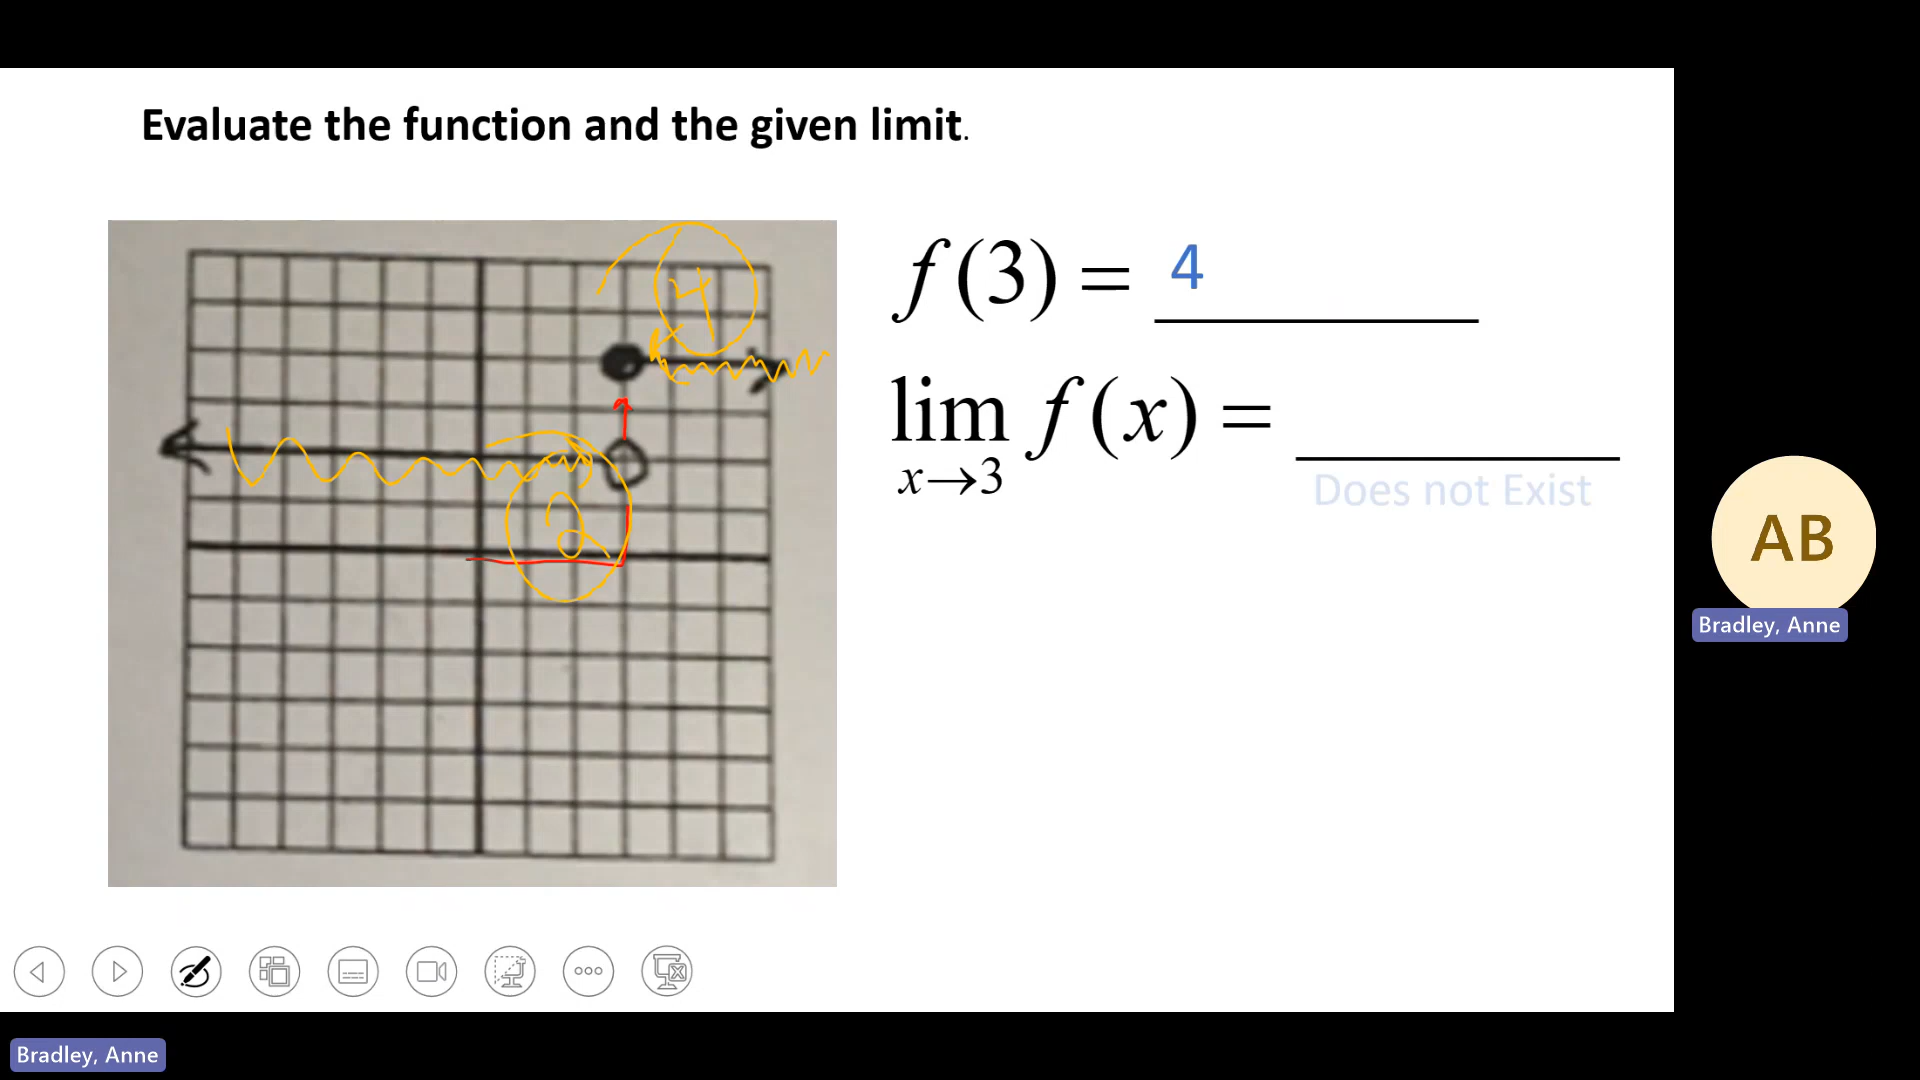 Evaluate the function and the given limit.
4
f(3) = 4
lim f(x) =
x→3
Does not Exist
2
AB
Bradley, Anne
Bradley, Anne